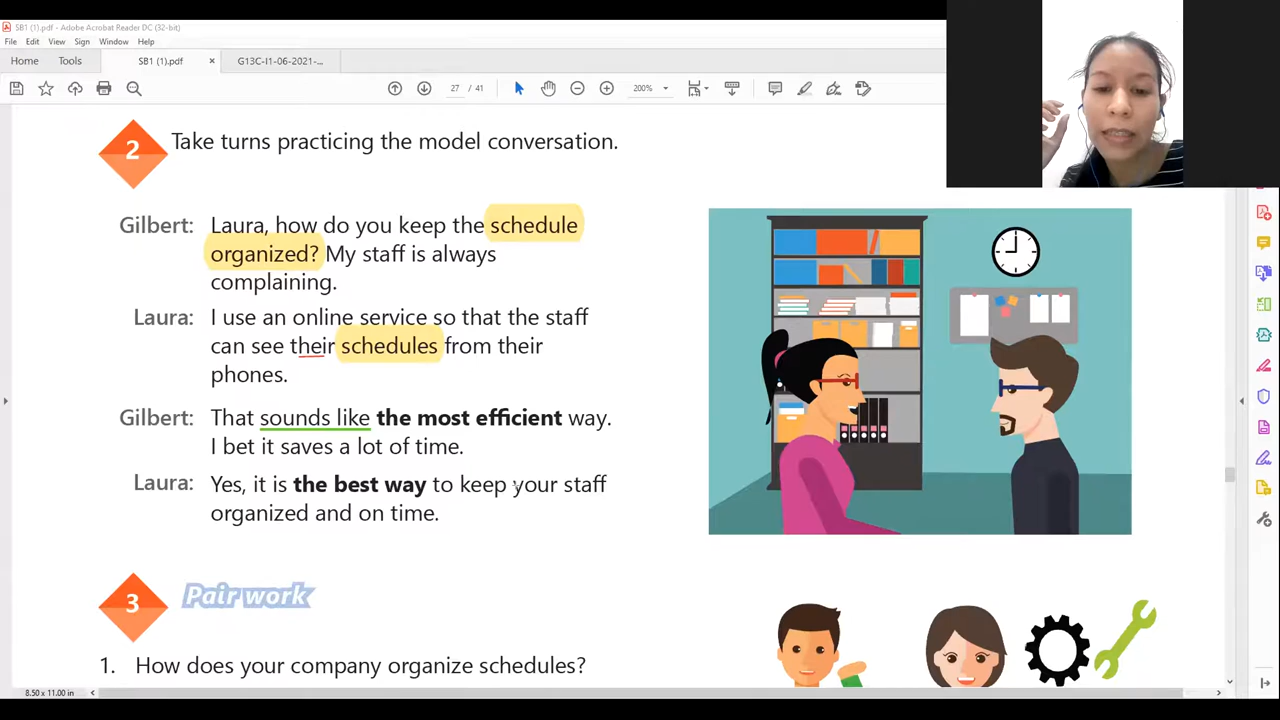 SB1 (1).pdf - Adobe Acrobat Reader DC (32-bit)
File Edit View Sign Window Help
Home Tools SB1 (1).pdf × G13C-I1-06-2021-...
27 / 41 200%
2 Take turns practicing the model conversation.
Gilbert: Laura, how do you keep the schedule
organized? My staff is always
complaining.
Laura: I use an online service so that the staff
can see their schedules from their
phones.
Gilbert: That sounds like the most efficient way.
I bet it saves a lot of time.
Laura: Yes, it is the best way to keep your staff
organized and on time.
3 Pair work
1. How does your company organize schedules?
8.50 x 11.00 in